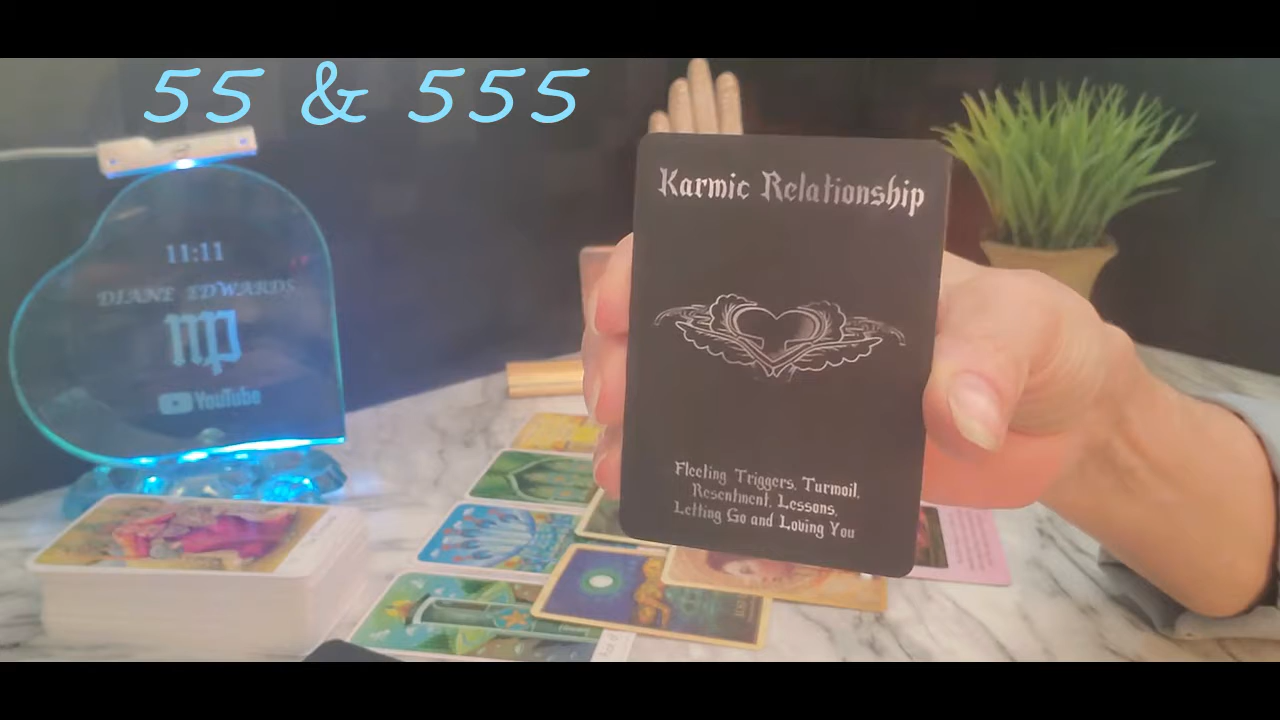 55 & 555
11:11
DIANE EDWARDS
YouTube
Karmic Relationship
Fleeting Triggers, Turmoil,
Resentment, Lessons,
Letting Go and Loving You